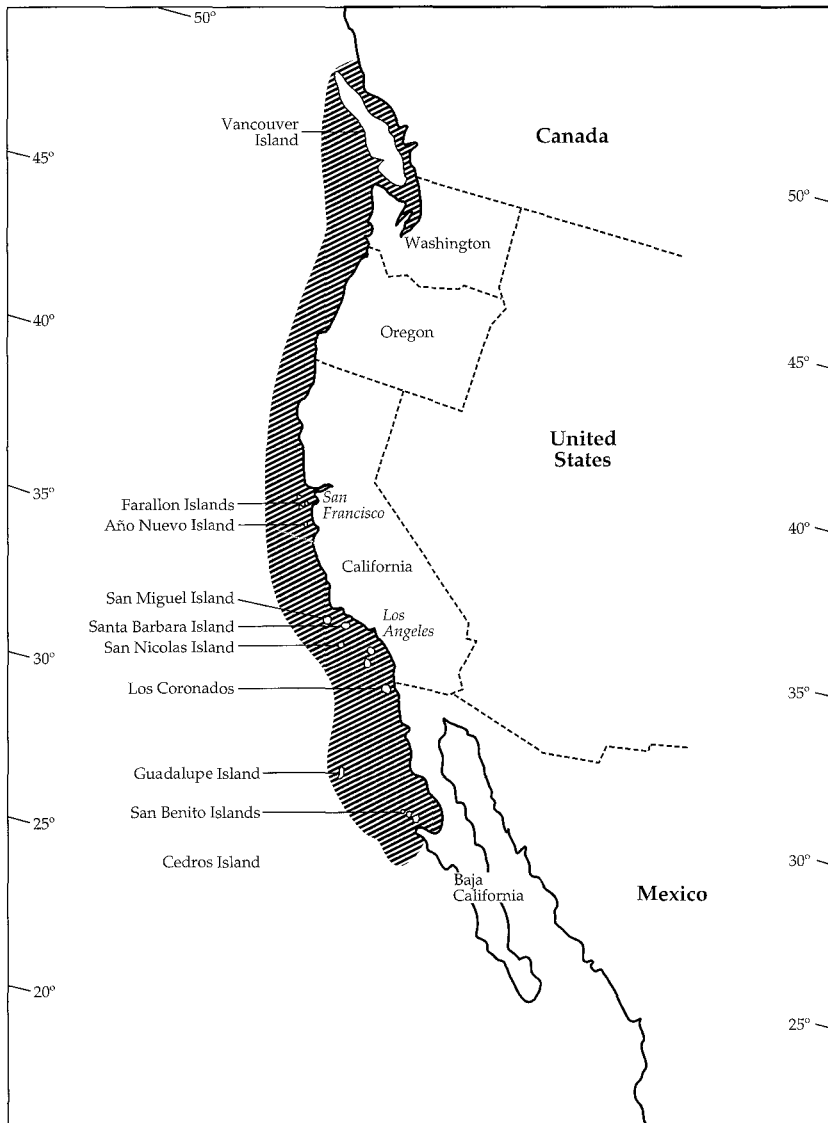 50°
Vancouver
Island
Canada
45°
50°
Washington
40°
Oregon
45°
United
States
35°
Farallon Islands
San
Francisco
Año Nuevo Island
40°
California
San Miguel Island
Santa Barbara Island
Los
Angeles
San Nicolas Island
30°
Los Coronados
35°
Guadalupe Island
San Benito Islands
25°
Cedros Island
30°
Baja
California
Mexico
20°
25°